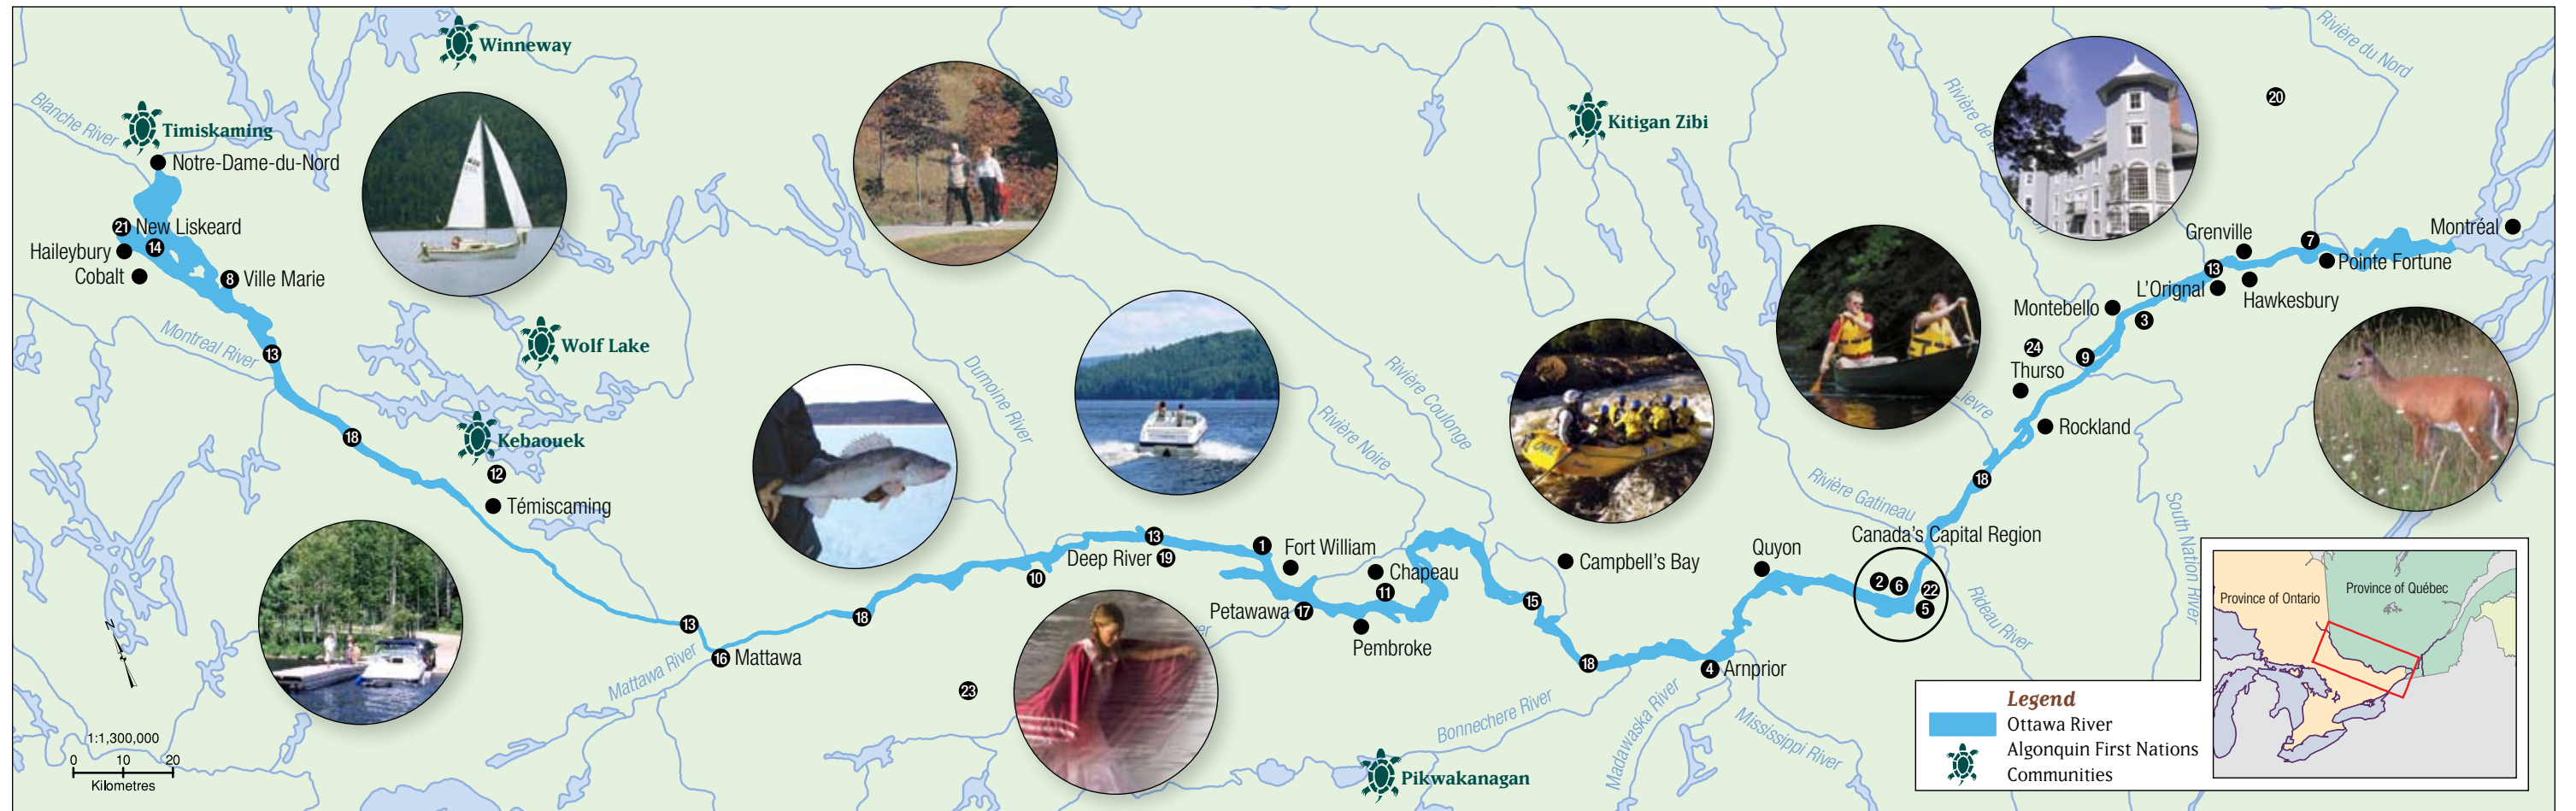 Winneway
Rivière du Nord
Blanche River
Timiskaming
Kitigan Zibi
Rivière de la
20
Notre-Dame-du-Nord
21 New Liskeard
14
Haileybury
Cobalt
8 Ville Marie
Grenville
7
Montréal
13
Pointe Fortune
L'Orignal
Hawkesbury
Montebello
3
Montreal River
13
Wolf Lake
9
24
Thurso
Dumoine River
Rivière Coulonge
Rivière Noire
Lievre
Rockland
18
Kebaouek
12
Témiscaming
Rivière Gatineau
18
South Nation River
Canada's Capital Region
13
Deep River 19
10
1
Fort William
Chapeau
11
Petawawa 17
Pembroke
Campbell's Bay
15
Quyon
2
6
22
5
Rideau River
18
13
16 Mattawa
Mattawa River
23
18
4 Arnprior
Bonnechere River
Madawaska River
Mississippi River
Pikwakanagan
N
1:1,300,000
0 10 20
Kilometres
Legend
Ottawa River
Algonquin First Nations
Communities
Province of Ontario
Province of Québec